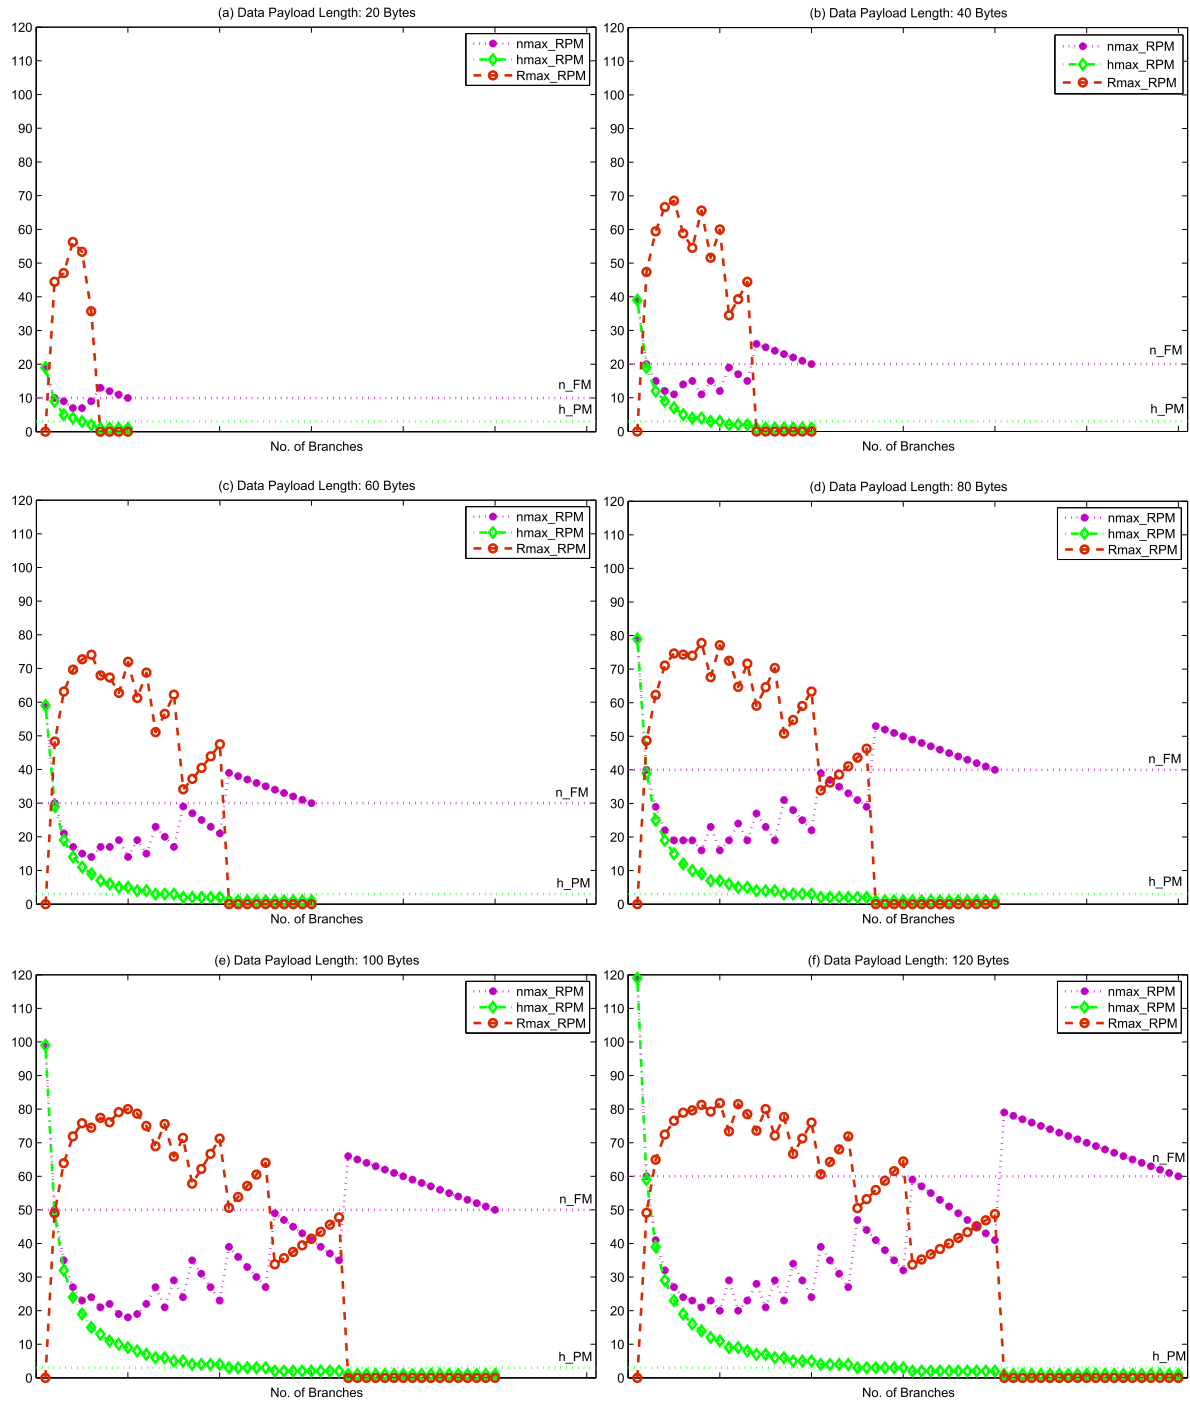 (a) Data Payload Length: 20 Bytes
120
110
100
90
80
70
60
50
40
30
20
10
0
nmax_RPM
hmax_RPM
Rmax_RPM
n_FM
h_PM
No. of Branches
(b) Data Payload Length: 40 Bytes
120
110
100
90
80
70
60
50
40
30
20
10
0
nmax_RPM
hmax_RPM
Rmax_RPM
n_FM
h_PM
No. of Branches
(c) Data Payload Length: 60 Bytes
120
110
100
90
80
70
60
50
40
30
20
10
0
nmax_RPM
hmax_RPM
Rmax_RPM
n_FM
h_PM
No. of Branches
(d) Data Payload Length: 80 Bytes
120
110
100
90
80
70
60
50
40
30
20
10
0
nmax_RPM
hmax_RPM
Rmax_RPM
n_FM
h_PM
No. of Branches
(e) Data Payload Length: 100 Bytes
120
110
100
90
80
70
60
50
40
30
20
10
0
nmax_RPM
hmax_RPM
Rmax_RPM
n_FM
h_PM
No. of Branches
(f) Data Payload Length: 120 Bytes
120
110
100
90
80
70
60
50
40
30
20
10
0
nmax_RPM
hmax_RPM
Rmax_RPM
n_FM
h_PM
No. of Branches